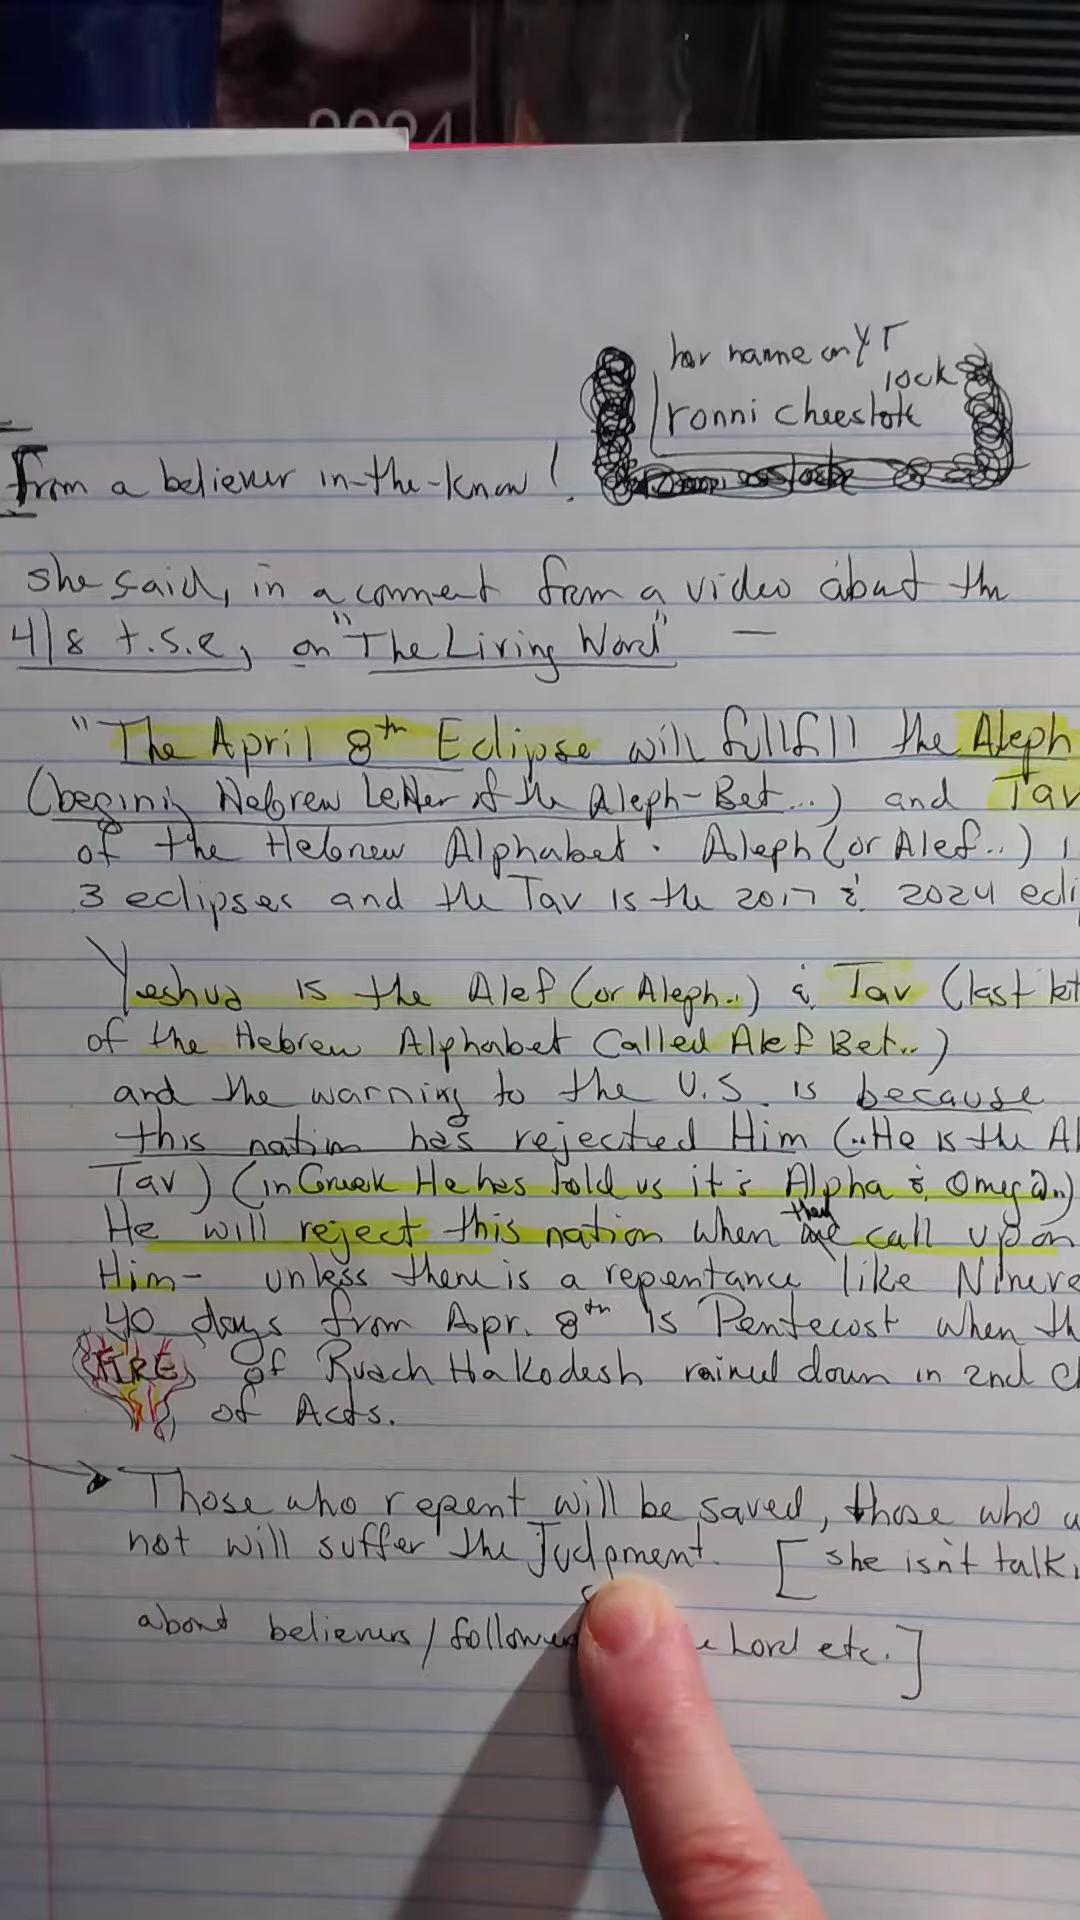 2024
her name on YT
lock
ronni cheeslok
From a believer in-the-know!
she said, in a comment from a video about the
4/8 t.s.e, on "The Living Word" —
"The April 8th Eclipse will fullfill the Aleph
(begining Hebrew Letter of the Aleph-Bet...) and Tav
of the Hebrew Alphabet. Aleph (or Alef..)
3 eclipses and the Tav is the 2017 & 2024 ecli
Yeshua is the Alef (or Aleph..) & Tav (last let
of the Hebrew Alphabet Called Alef Bet..)
and the warning to the U.S. is because
this nation has rejected Him (..He is the Al
Tav) (in Greek He has told us it's Alpha & Omega..)
He will reject this nation when they call upon
Him - unless there is a repentance like Nineve
40 days from Apr. 8th is Pentecost when th
FIRE of Ruach HaKodesh rained down in 2nd Ch
of Acts.
→ Those who repent will be saved, those who
not will suffer the Judgment. [she isn't talk
about believers/follower Lord etc.]